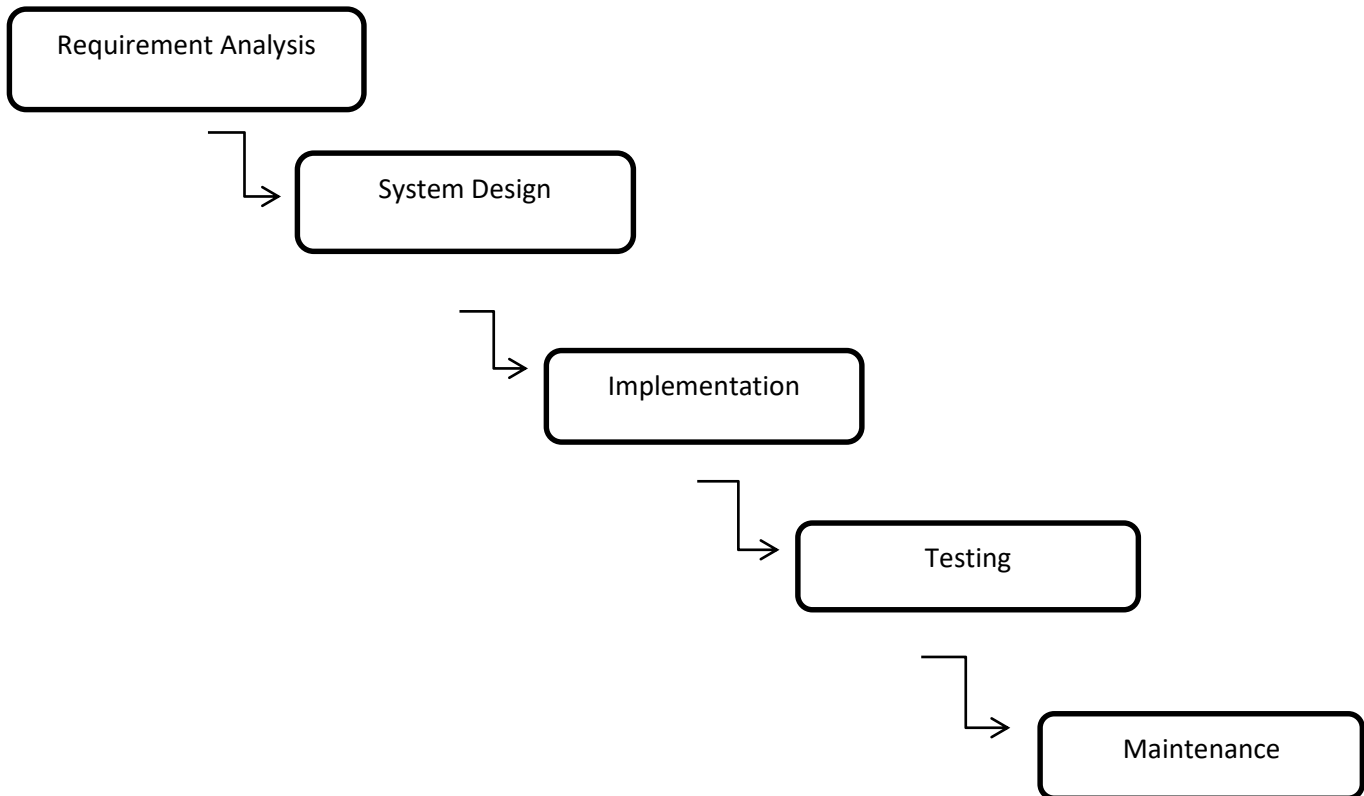 Requirement Analysis
System Design
Implementation
Testing
Maintenance